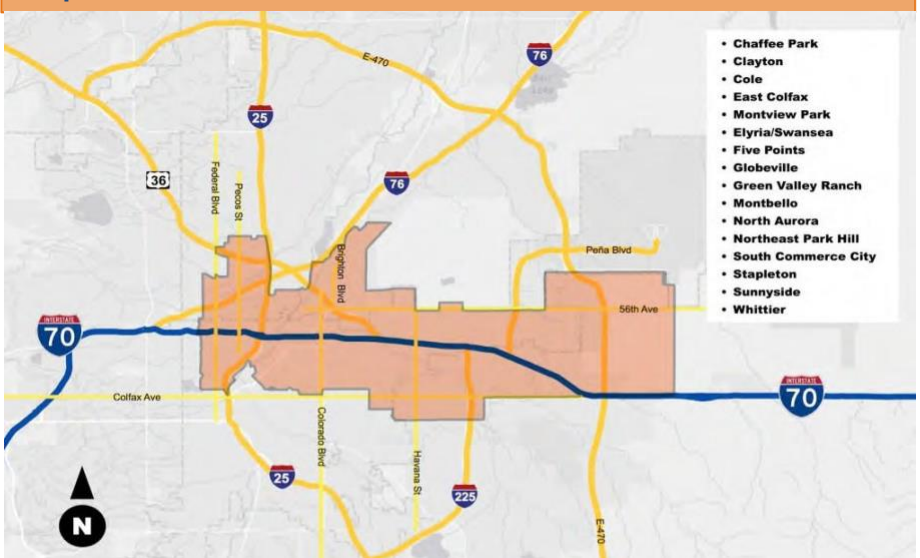 E-470
76
25
36
76
Federal Blvd
Pecos St
Brighton Blvd
Peña Blvd
56th Ave
INTERSTATE
70
Colfax Ave
INTERSTATE
70
Colorado Blvd
Havana St
25
225
E-470
N
• Chaffee Park
• Clayton
• Cole
• East Colfax
• Montview Park
• Elyria/Swansea
• Five Points
• Globeville
• Green Valley Ranch
• Montbello
• North Aurora
• Northeast Park Hill
• South Commerce City
• Stapleton
• Sunnyside
• Whittier